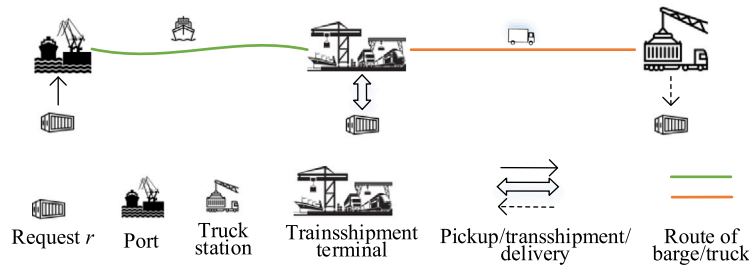 Request r
Port
Truck
station
Trainsshipment
terminal
Pickup/transshipment/
delivery
Route of
barge/truck